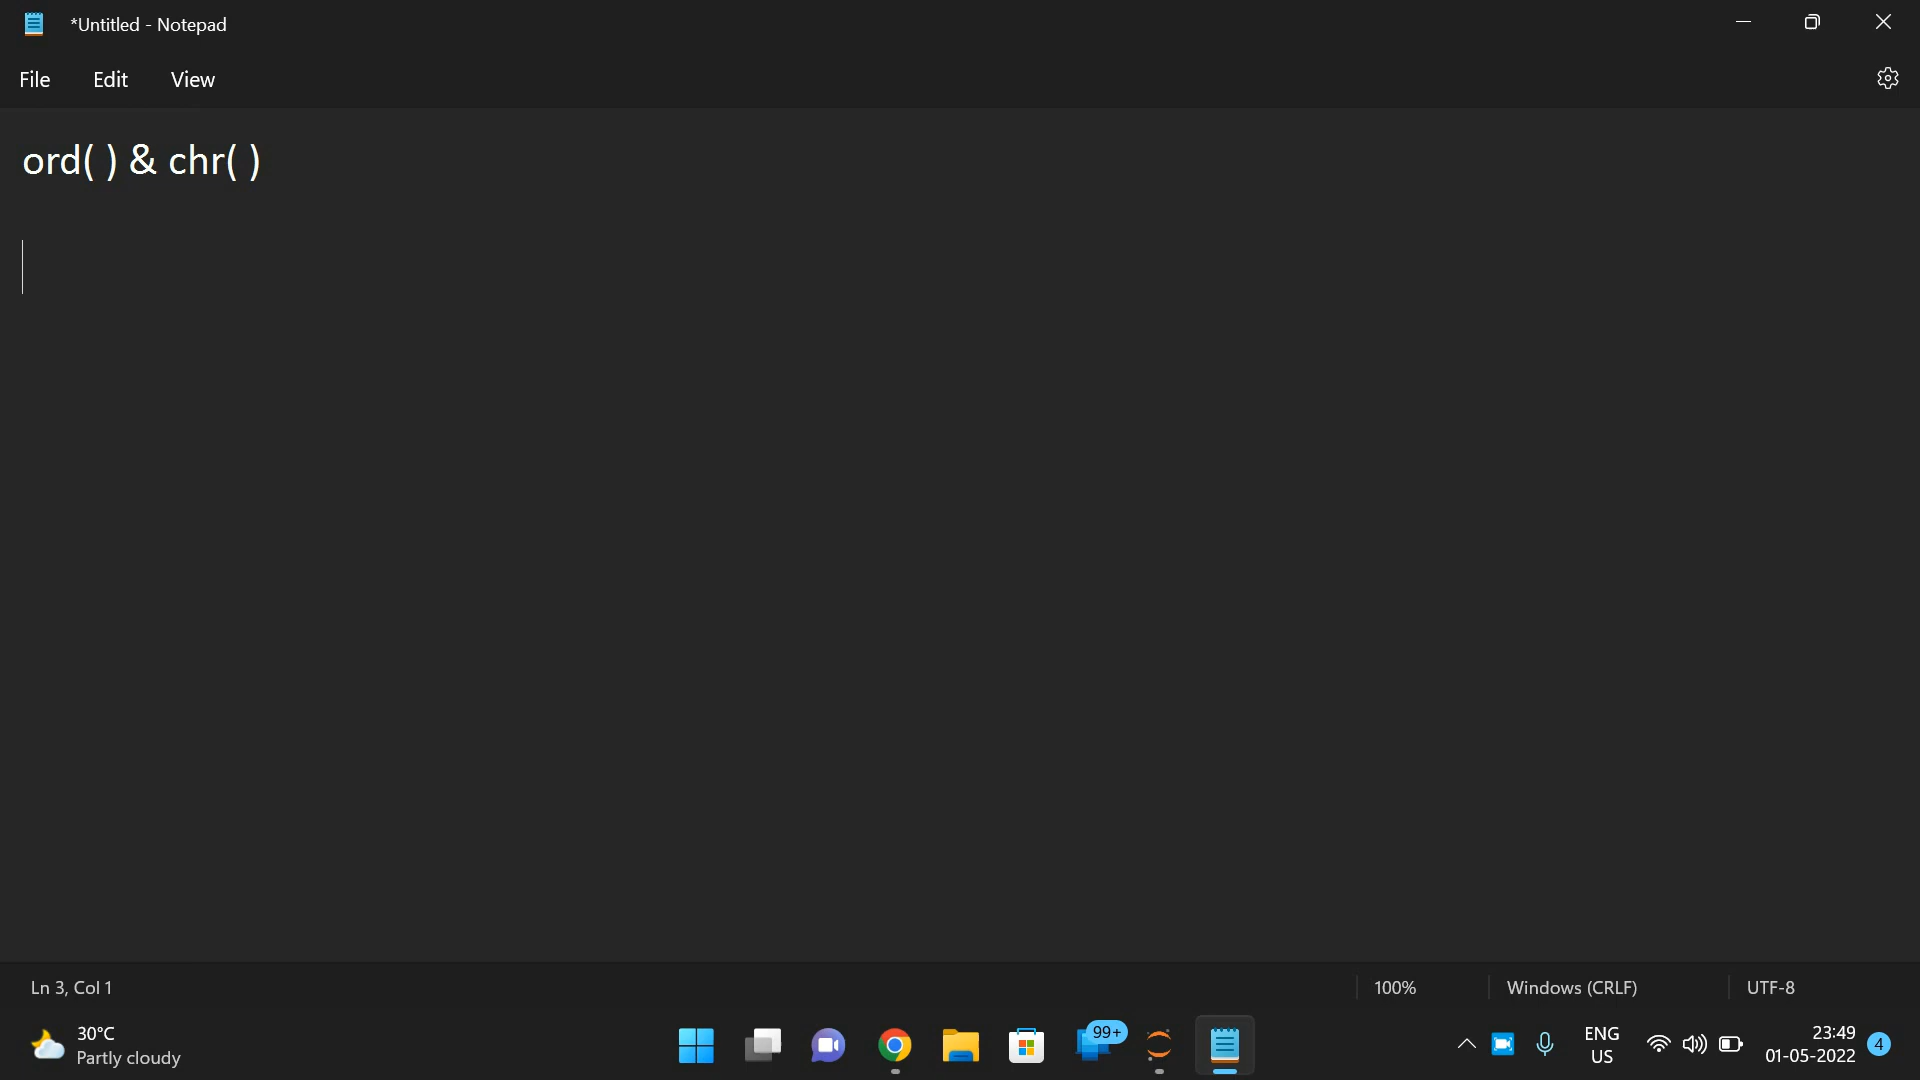 *Untitled - Notepad
File Edit View
ord( ) & chr( )
Ln 3, Col 1 100% Windows (CRLF) UTF-8
30°C
Partly cloudy
99+
ENG
US
23:49
01-05-2022
4